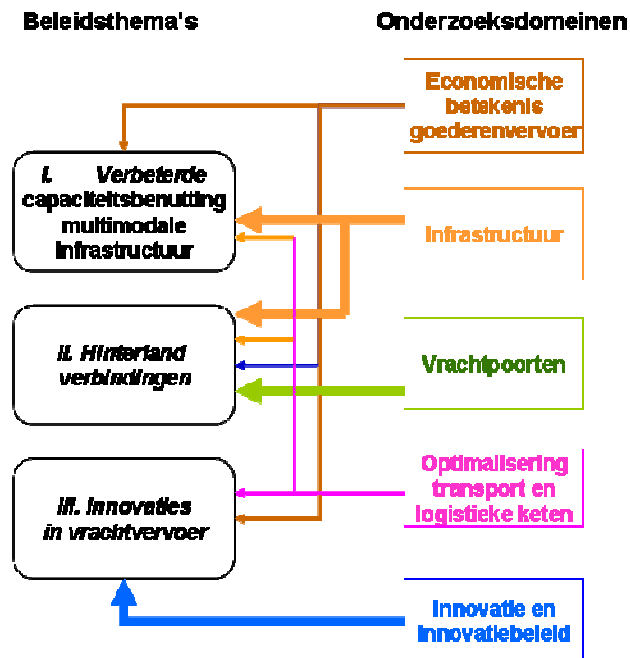 Beleidsthema's
Onderzoeksdomeinen
Economische
betekenis
goederenvervoer
I. Verbeterde
capaciteitsbenutting
multimodale
infrastructuur
Infrastructuur
II. Hinterland
verbindingen
Vrachtpoorten
III. Innovaties
in vrachtvervoer
Optimalisering
transport en
logistieke keten
Innovatie en
innovatiebeleid